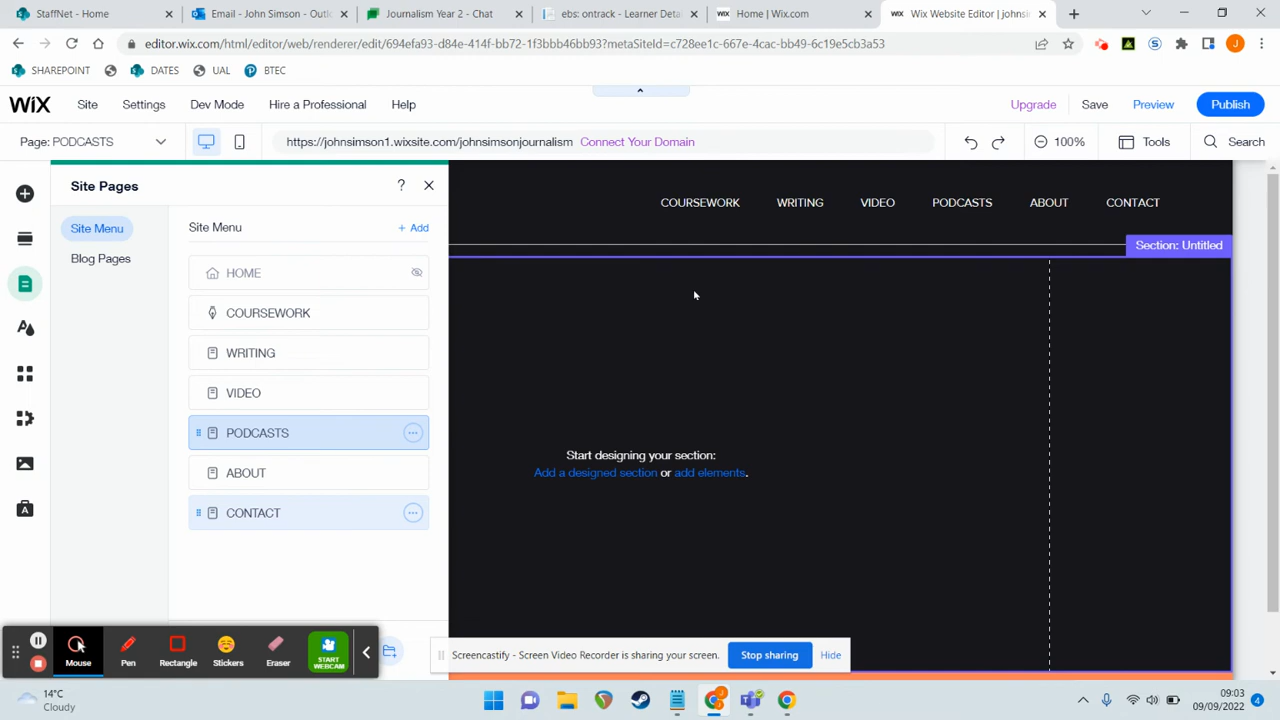 StaffNet - Home
Email - John Simson - Outlo
Journalism Year 2 - Chat
ebs: ontrack - Learner Deta
Home | Wix.com
Wix Website Editor | johnsi
editor.wix.com/html/editor/web/renderer/edit/694efa03-d84e-414f-bb72-1bbbb46bb93?metaSiteId=c728ee1c-667e-4cac-bb49-6c19e5cb3a53
SHAREPOINT
DATES
UAL
BTEC
WiX
Site
Settings
Dev Mode
Hire a Professional
Help
Upgrade
Save
Preview
Publish
Page: PODCASTS
https://johnsimson1.wixsite.com/johnsimsonjournalism
Connect Your Domain
100%
Tools
Search
Site Pages
?
Site Menu
Blog Pages
Site Menu
+ Add
HOME
COURSEWORK
WRITING
VIDEO
PODCASTS
ABOUT
CONTACT
COURSEWORK
WRITING
VIDEO
PODCASTS
ABOUT
CONTACT
Section: Untitled
Start designing your section:
Add a designed section or add elements.
Mouse
Pen
Rectangle
Stickers
Eraser
START
WEBCAM
Screencastify - Screen Video Recorder is sharing your screen.
Stop sharing
Hide
14°C
Cloudy
09:03
09/09/2022
4